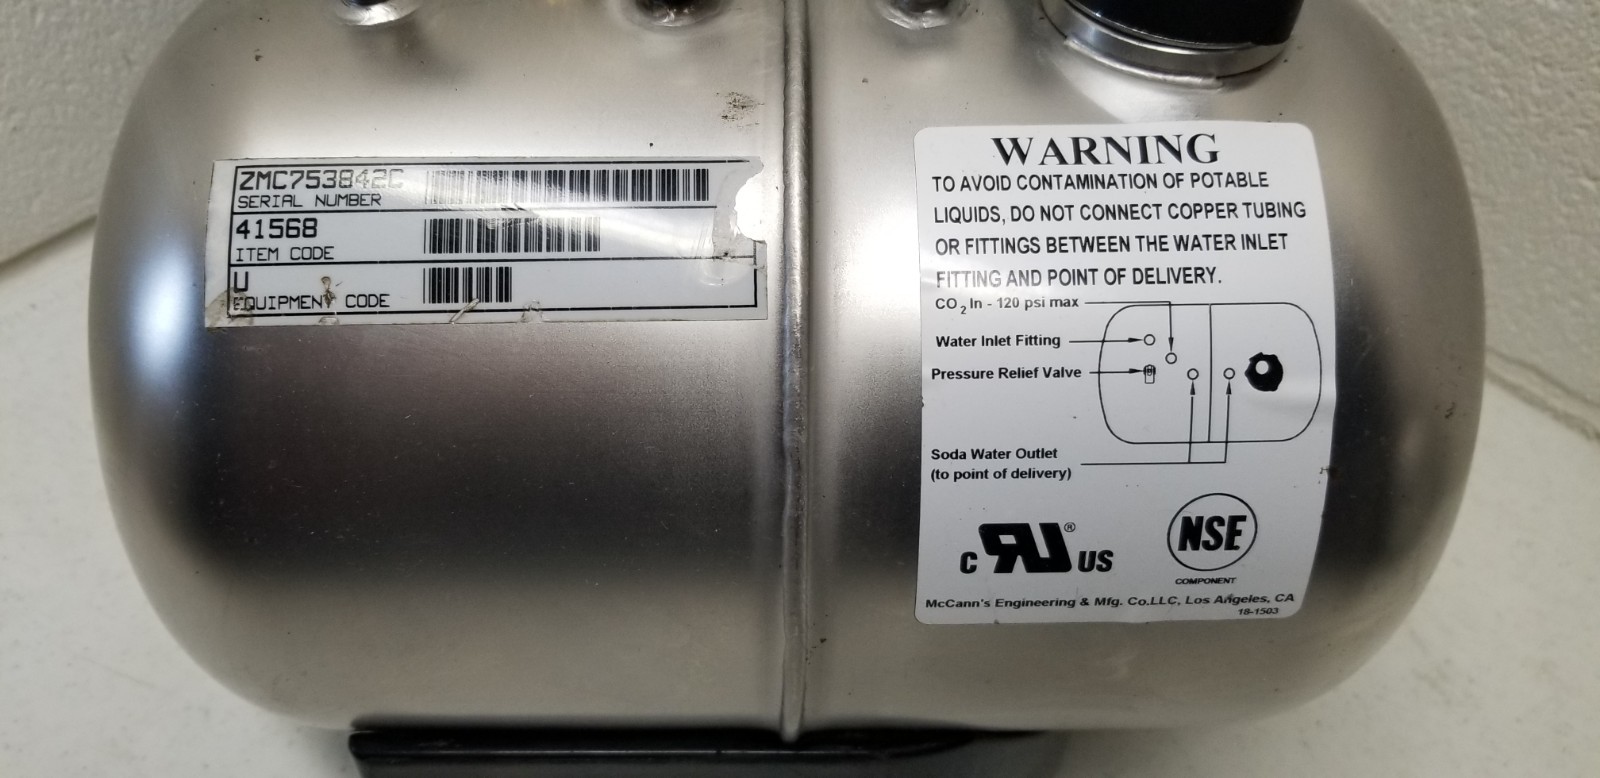 ZMC753842C
SERIAL NUMBER
41568
ITEM CODE
U
EQUIPMENT CODE
WARNING
TO AVOID CONTAMINATION OF POTABLE
LIQUIDS, DO NOT CONNECT COPPER TUBING
OR FITTINGS BETWEEN THE WATER INLET
FITTING AND POINT OF DELIVERY.
CO2 In - 120 psi max
Water Inlet Fitting
Pressure Relief Valve
Soda Water Outlet
(to point of delivery)
C RU® US
NSF
COMPONENT
McCann's Engineering & Mfg. Co.LLC, Los Angeles, CA
18-1503